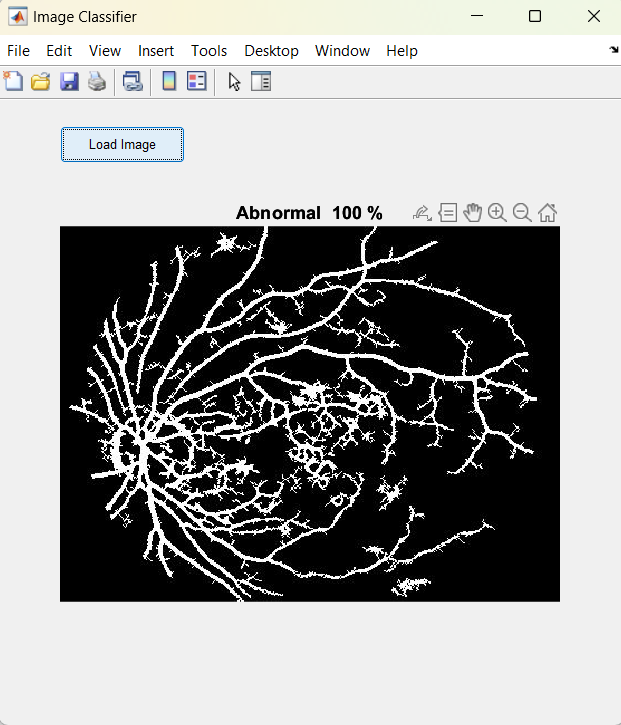 Image Classifier
File Edit View Insert Tools Desktop Window Help
Load Image
Abnormal 100 %